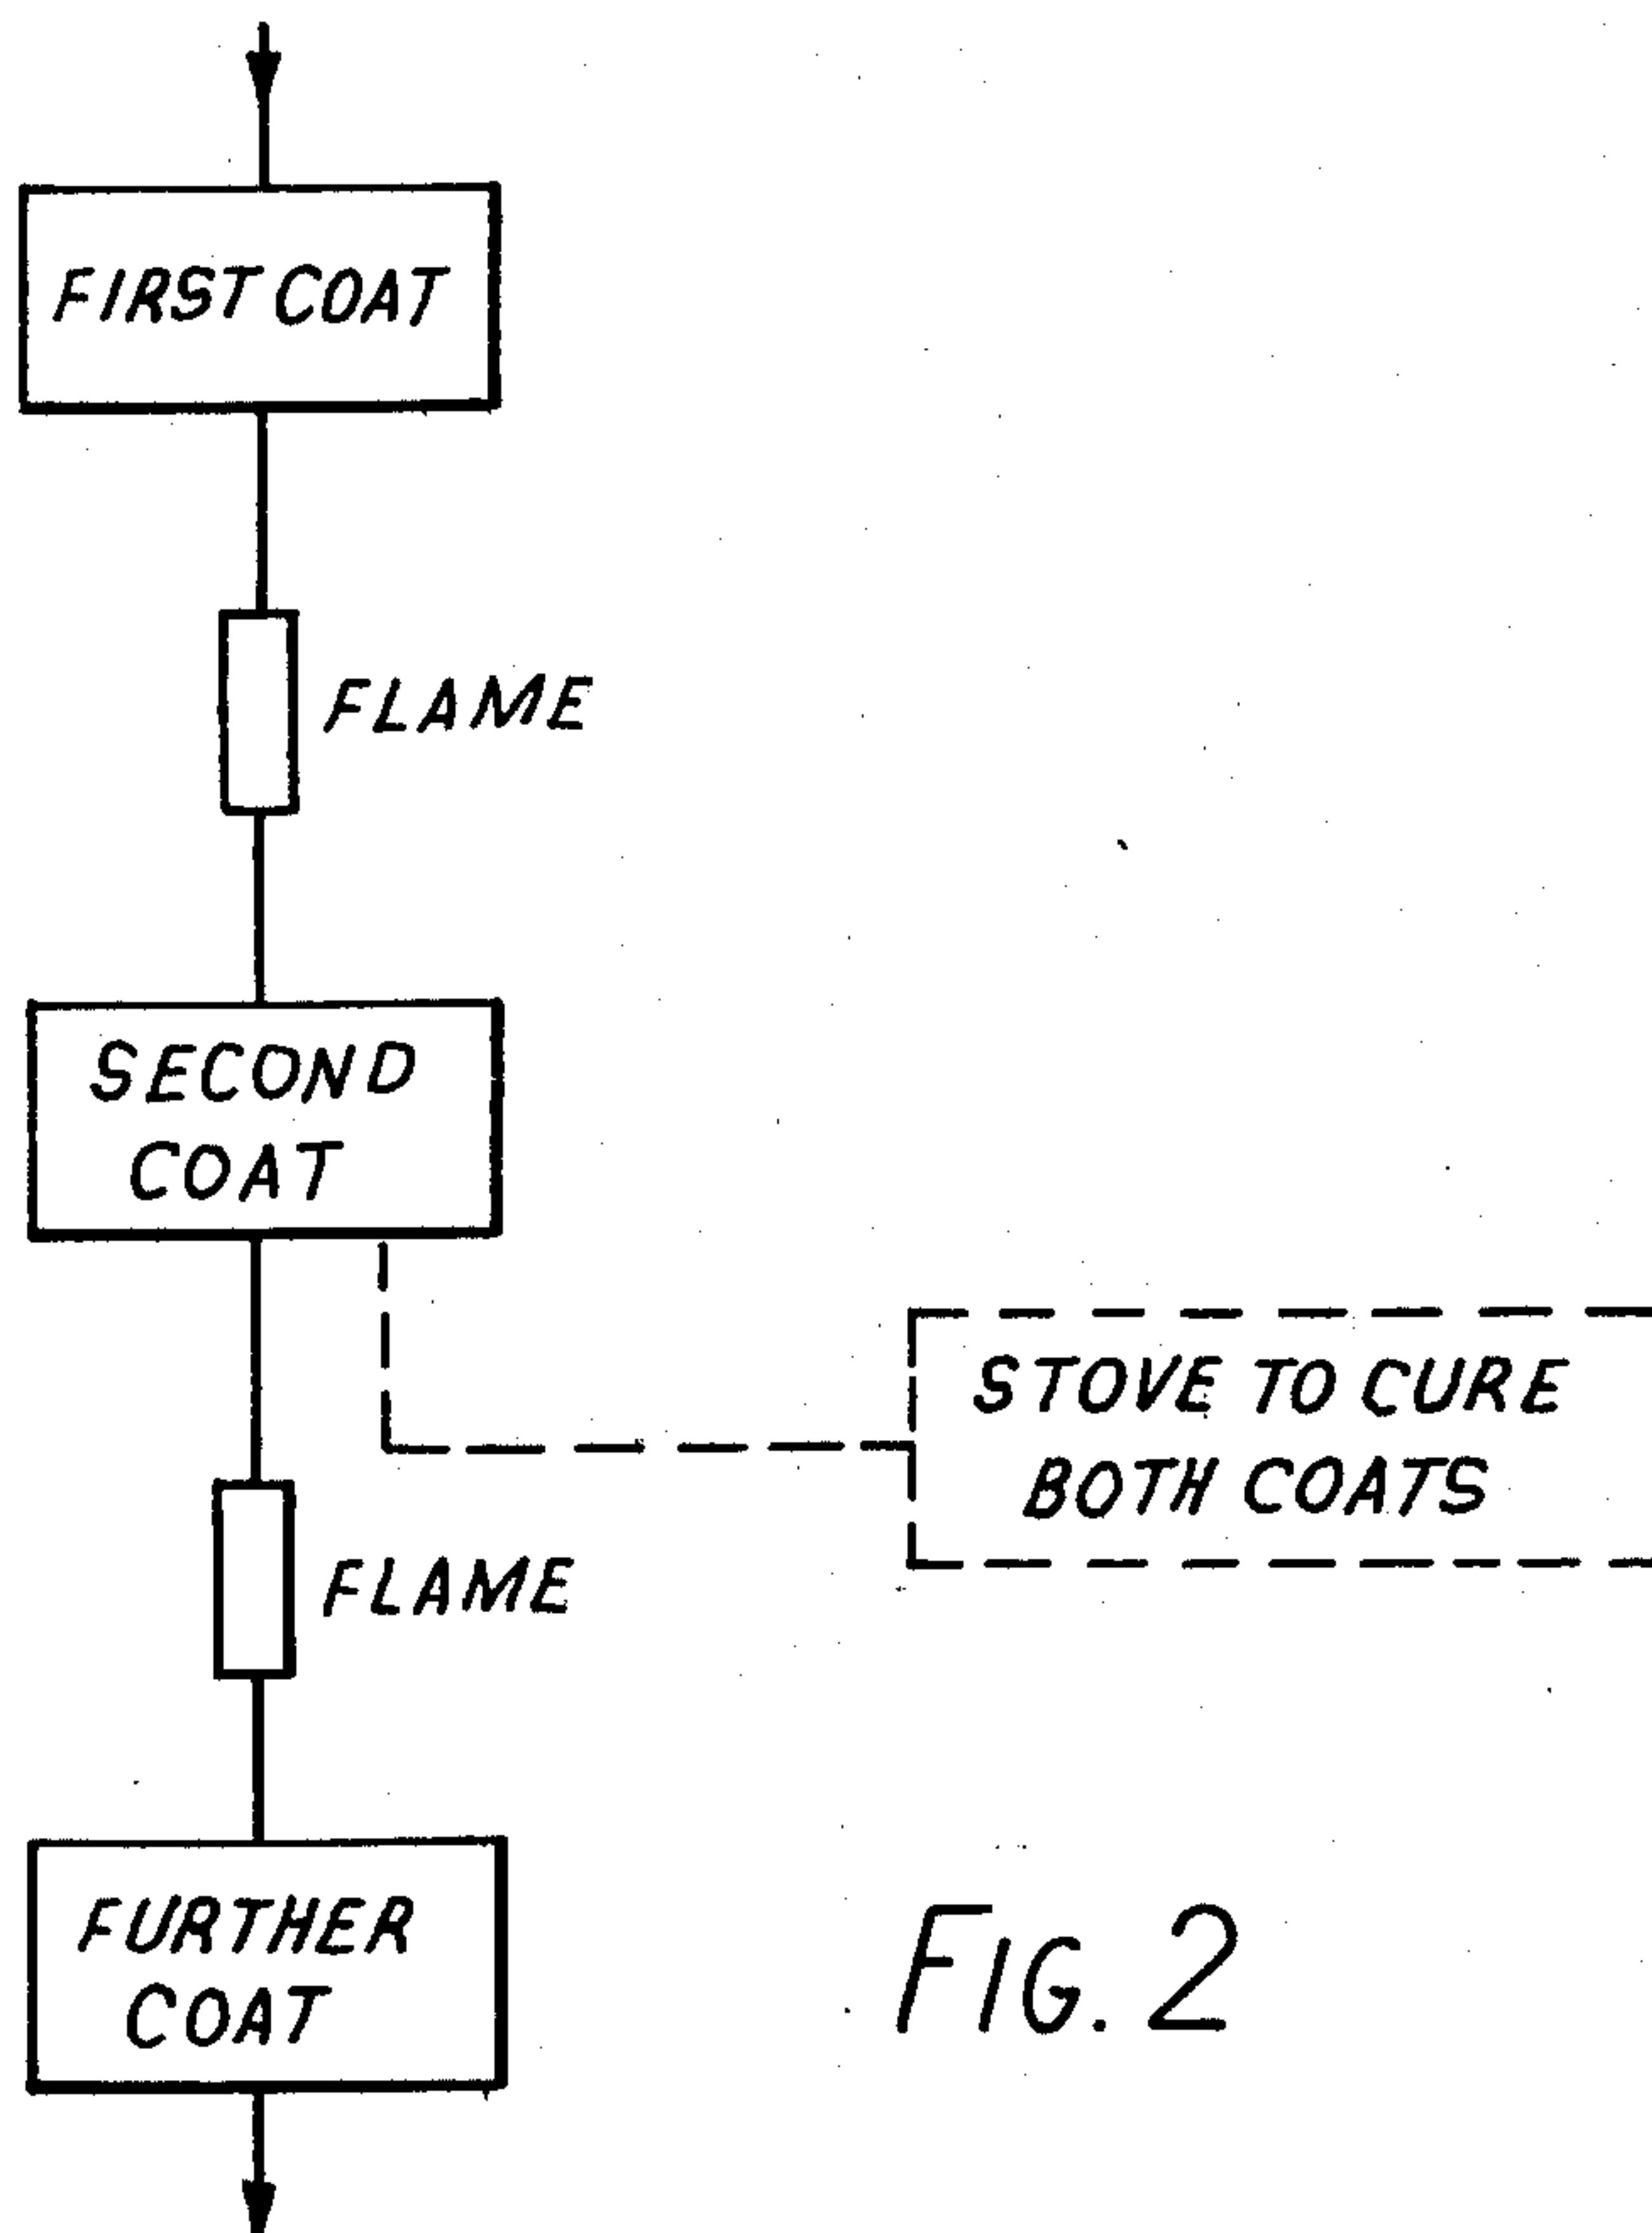 FIRST COAT
FLAME
SECOND
COAT
STOVE TO CURE
BOTH COATS
FLAME
FURTHER
COAT
FIG. 2